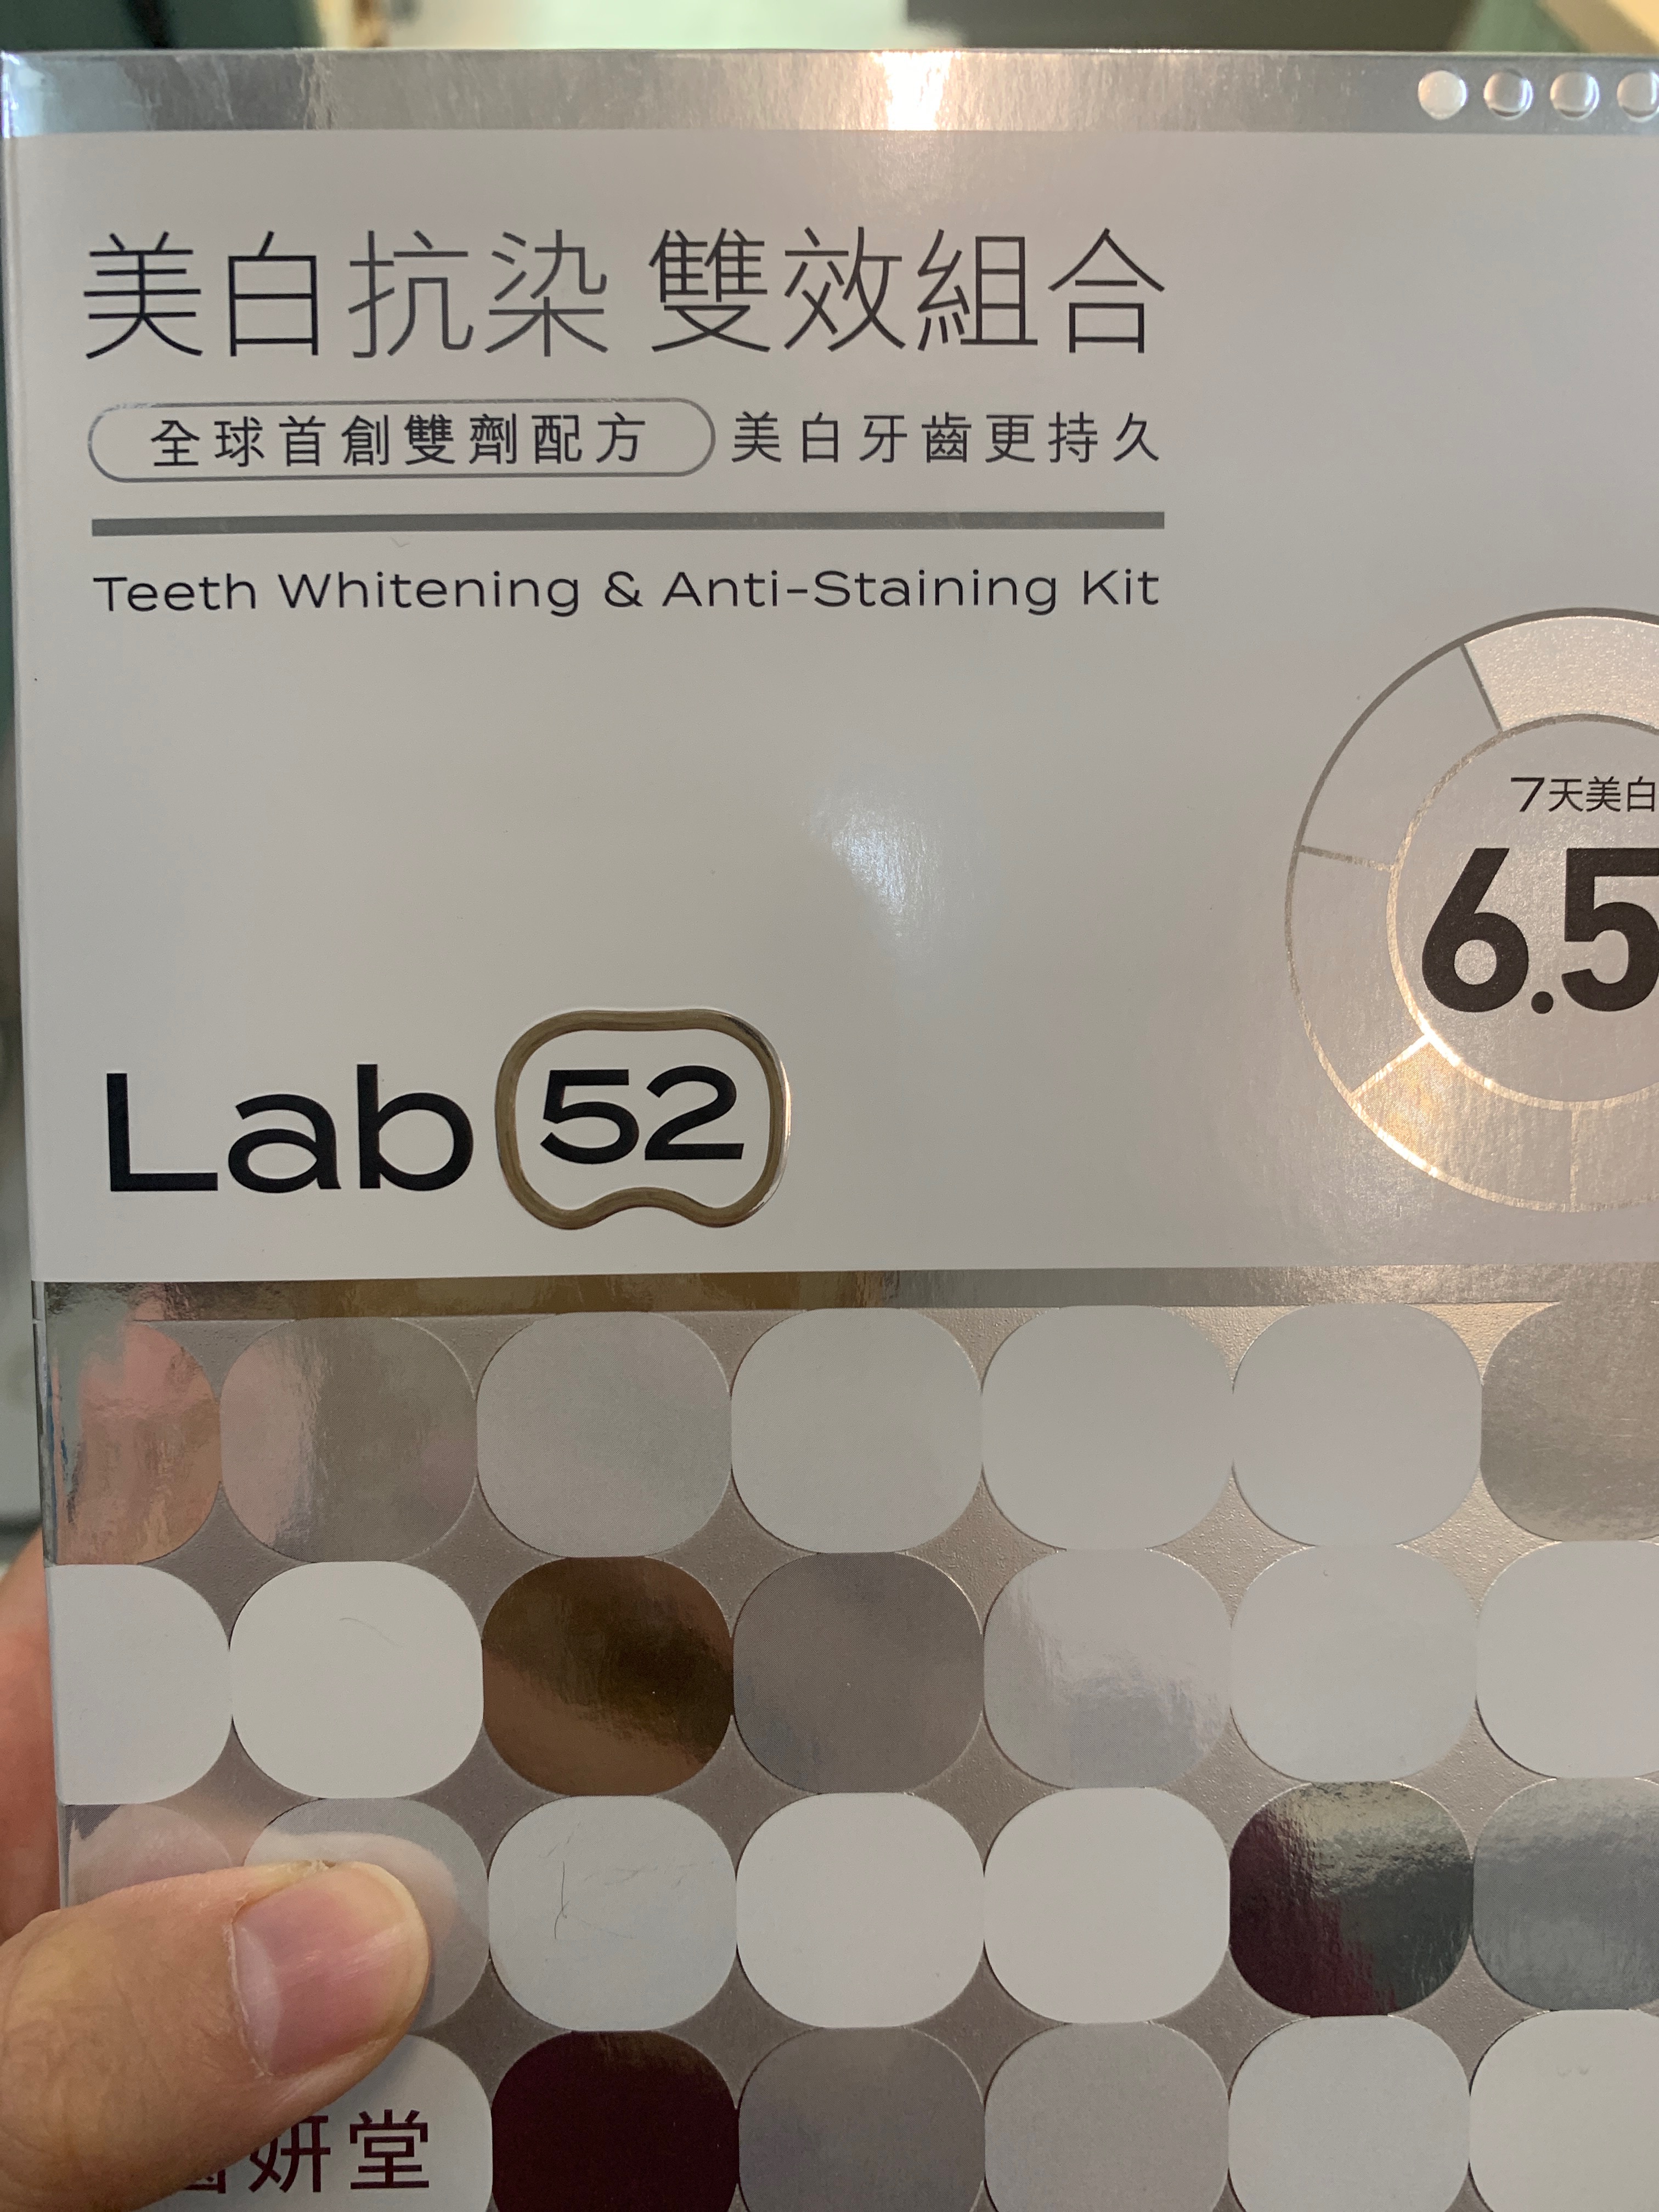 美白抗染 雙效組合
全球首創雙劑配方 美白牙齒更持久
Teeth Whitening & Anti-Staining Kit
7天美白
6.5
Lab 52
齒妍堂